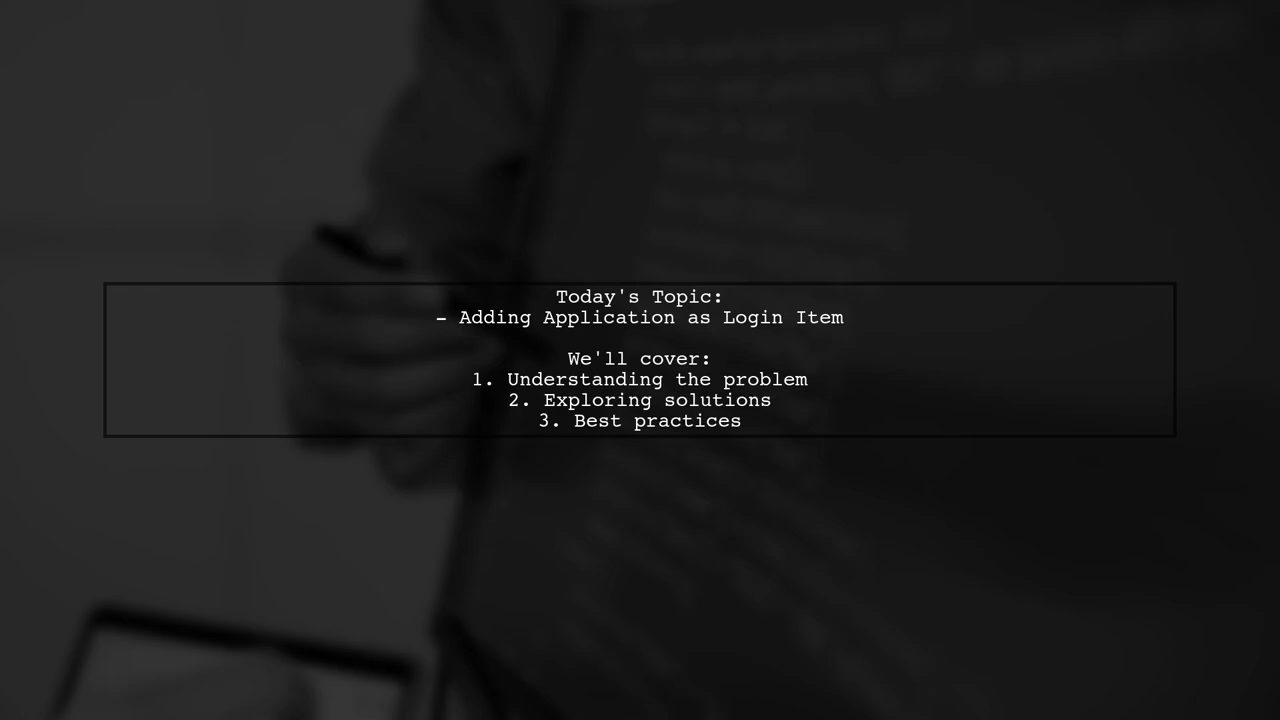 Today's Topic:
- Adding Application as Login Item
We'll cover:
1. Understanding the problem
2. Exploring solutions
3. Best practices